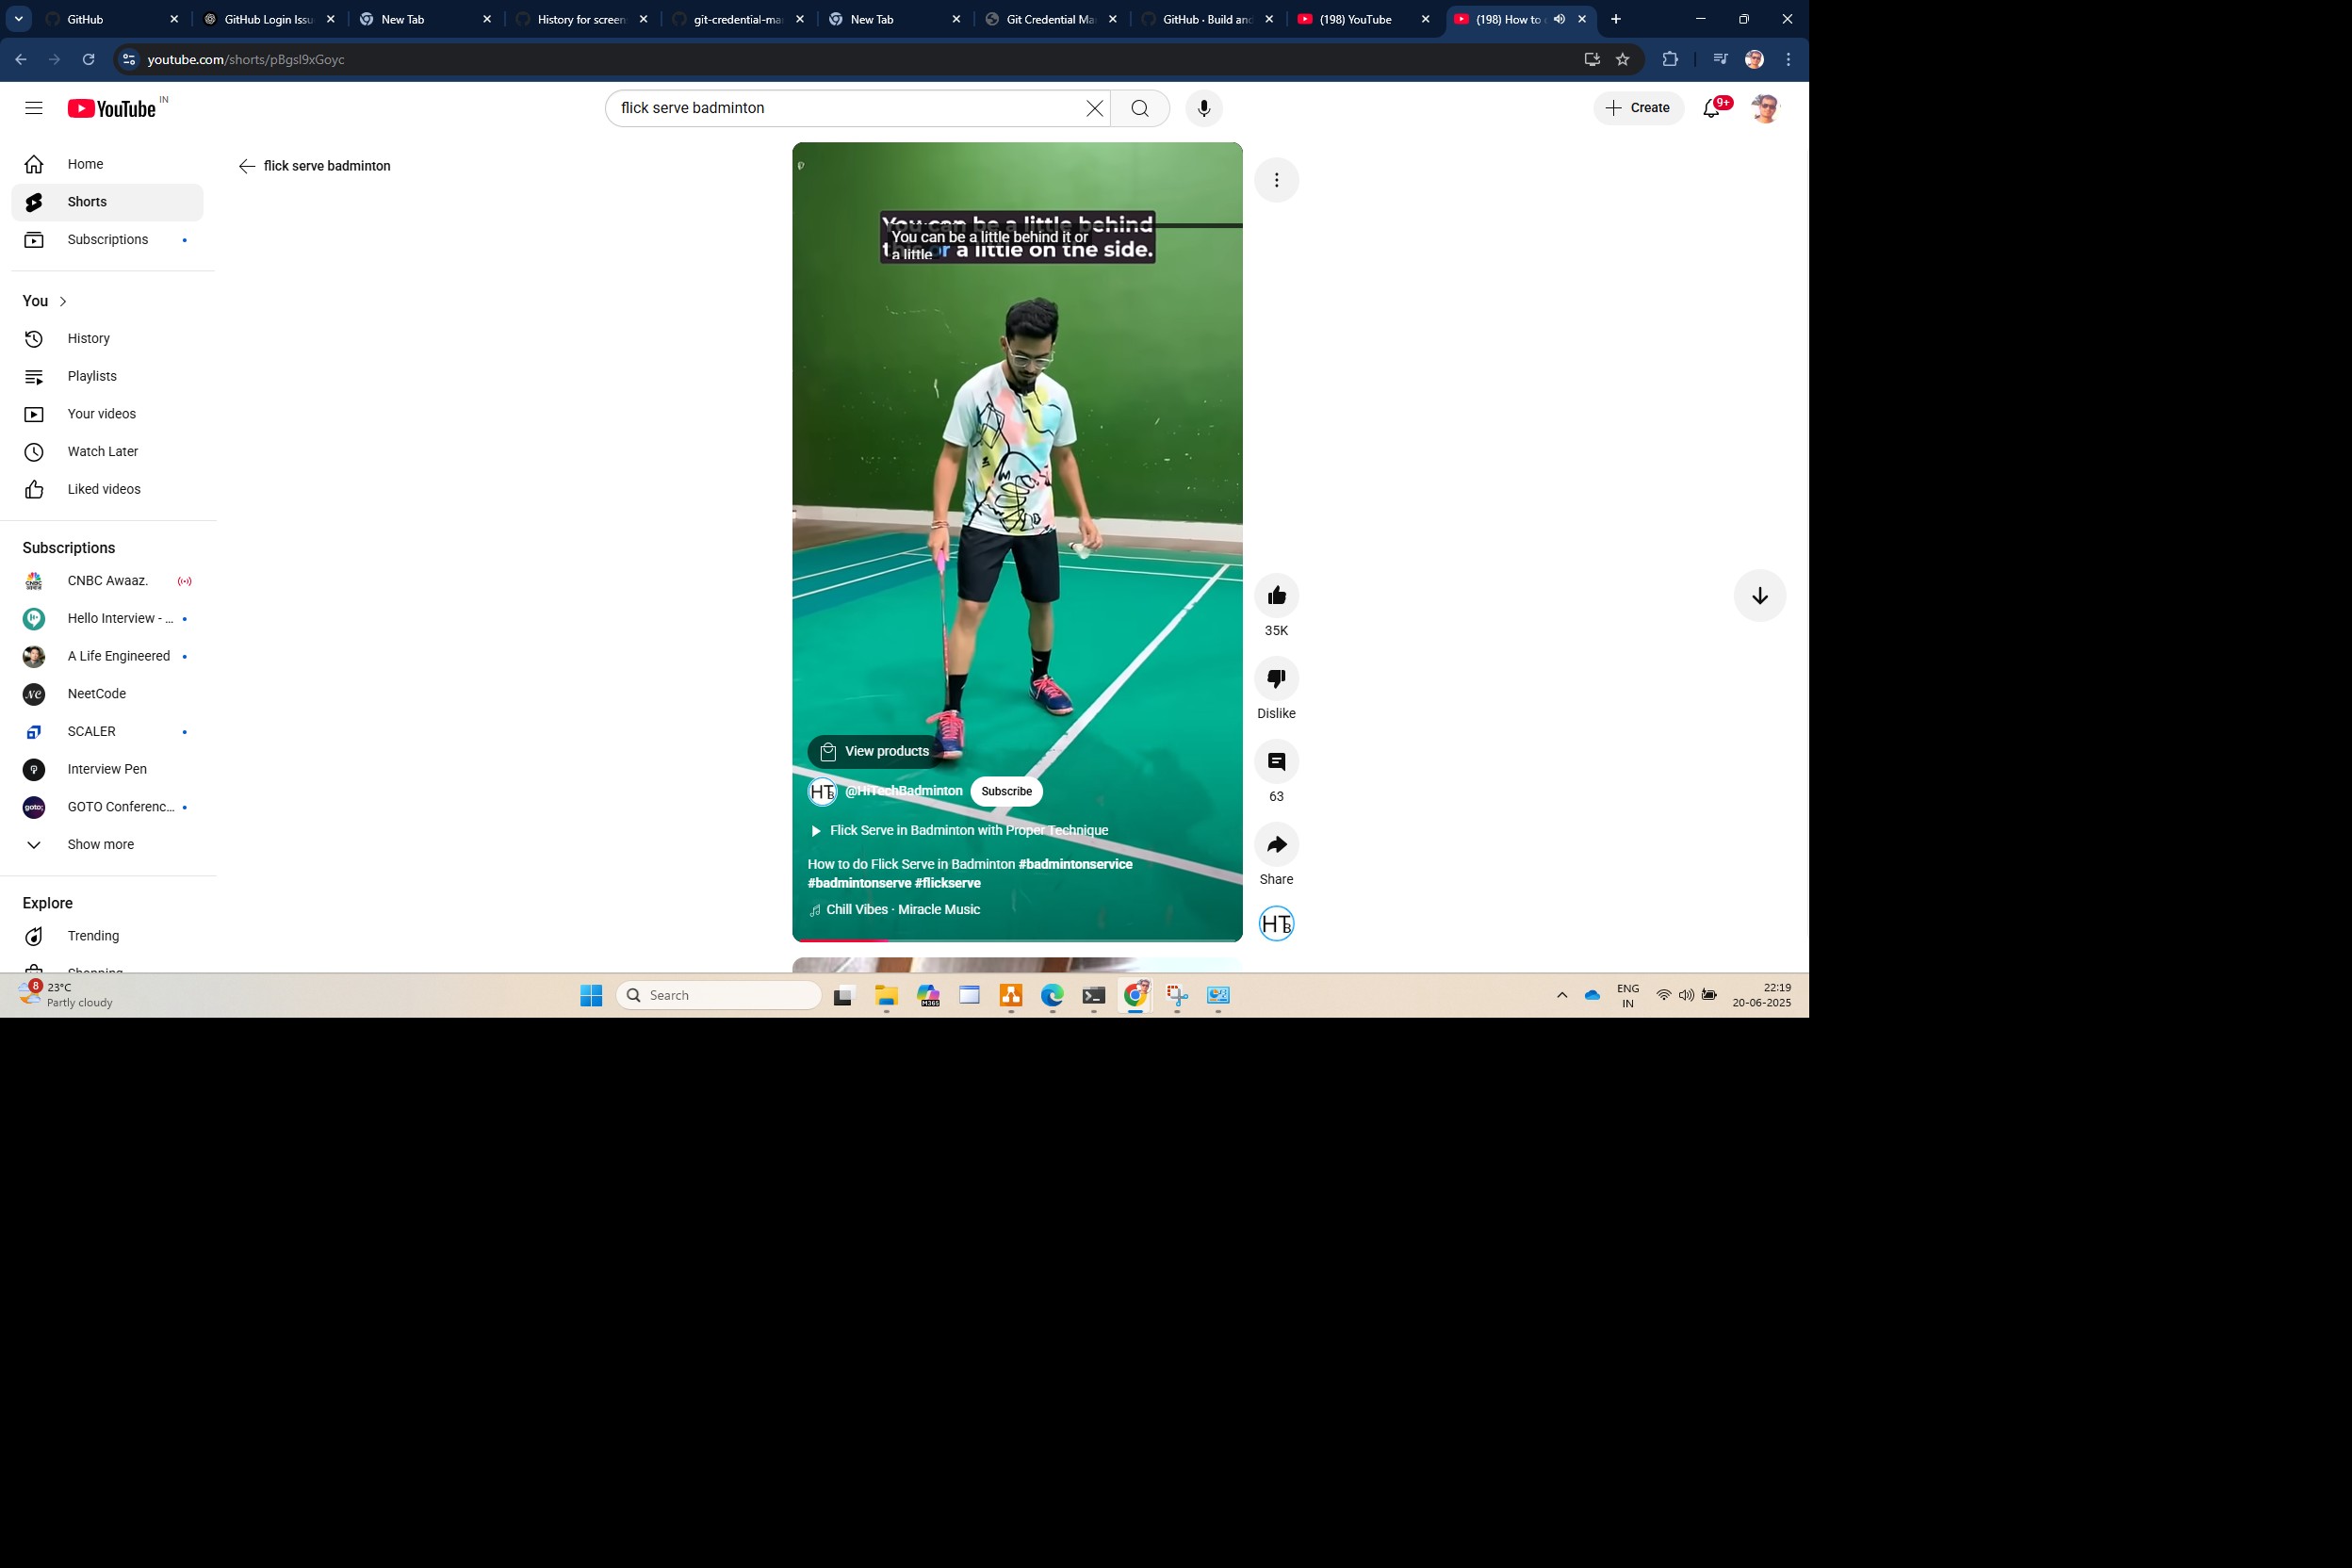 GitHub
GitHub Login Issu
New Tab
History for screen
git-credential-ma
New Tab
Git Credential Ma
GitHub · Build and
(198) YouTube
(198) How to
youtube.com/shorts/pBgsI9xGoyc
YouTube IN
flick serve badminton
Create
9+
Home
Shorts
Subscriptions
You
History
Playlists
Your videos
Watch Later
Liked videos
Subscriptions
CNBC Awaaz.
Hello Interview - ...
A Life Engineered
NeetCode
SCALER
Interview Pen
GOTO Conferenc...
Show more
Explore
Trending
Shopping
flick serve badminton
You can be a little behind
or a little on the side.
You can be a little behind it or
a little
View products
HTB
@HiTechBadminton
Subscribe
Flick Serve in Badminton with Proper Technique
How to do Flick Serve in Badminton #badmintonservice
#badmintonserve #flickserve
Chill Vibes · Miracle Music
35K
Dislike
63
Share
HTB
8
23°C
Partly cloudy
Search
M365
ENG
IN
22:19
20-06-2025